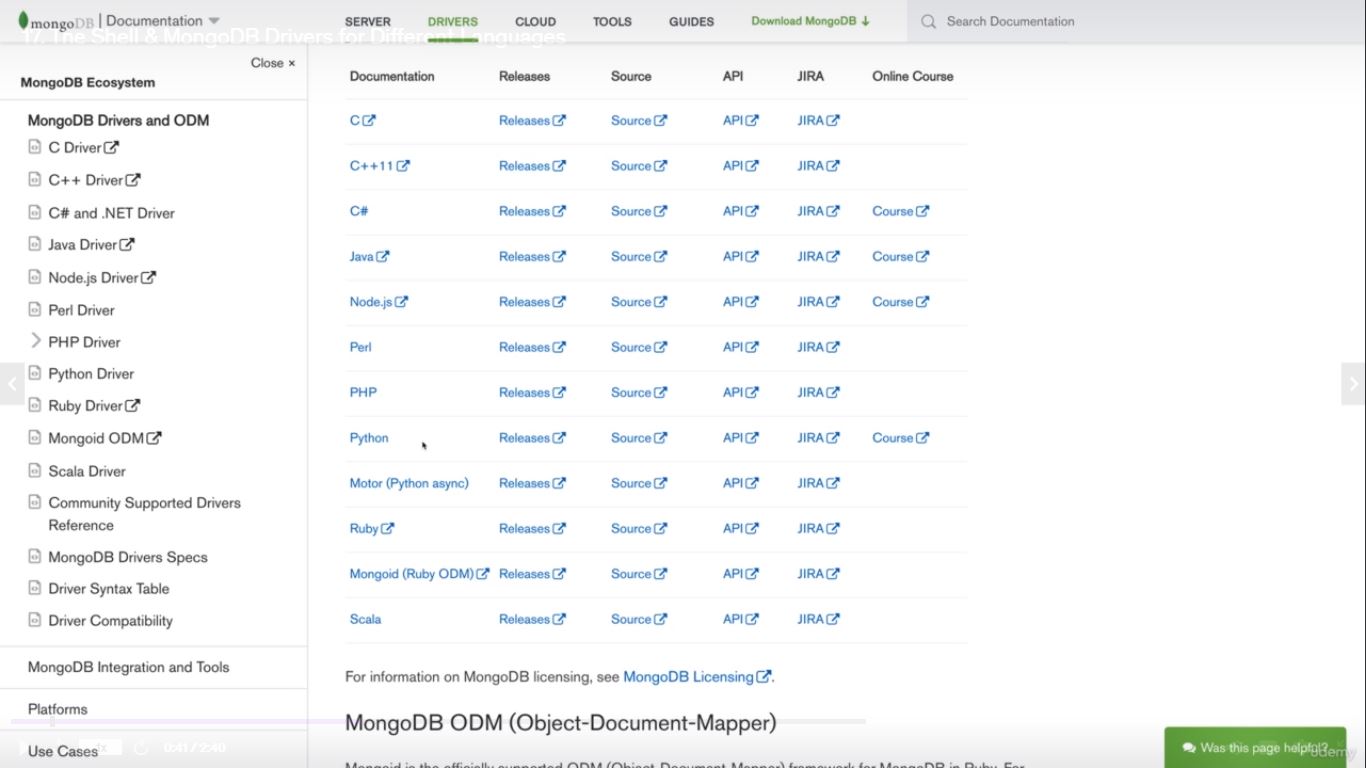 mongoDB | Documentation
SERVER DRIVERS CLOUD TOOLS GUIDES Download MongoDB Search Documentation
17. The Shell & MongoDB Drivers for Different Languages
Close ×
MongoDB Ecosystem
MongoDB Drivers and ODM
C Driver
C++ Driver
C# and .NET Driver
Java Driver
Node.js Driver
Perl Driver
PHP Driver
Python Driver
Ruby Driver
Mongoid ODM
Scala Driver
Community Supported Drivers
Reference
MongoDB Drivers Specs
Driver Syntax Table
Driver Compatibility
MongoDB Integration and Tools
Platforms
Use Cases
0:41 / 2:40
Documentation Releases Source API JIRA Online Course
C Releases Source API JIRA
C++11 Releases Source API JIRA
C# Releases Source API JIRA Course
Java Releases Source API JIRA Course
Node.js Releases Source API JIRA Course
Perl Releases Source API JIRA
PHP Releases Source API JIRA
Python Releases Source API JIRA Course
Motor (Python async) Releases Source API JIRA
Ruby Releases Source API JIRA
Mongoid (Ruby ODM) Releases Source API JIRA
Scala Releases Source API JIRA
For information on MongoDB licensing, see MongoDB Licensing.
MongoDB ODM (Object-Document-Mapper)
Mongoid is the officially supported ODM (Object-Document-Mapper) framework for MongoDB in Ruby. For
Was this page helpful?
Udemy